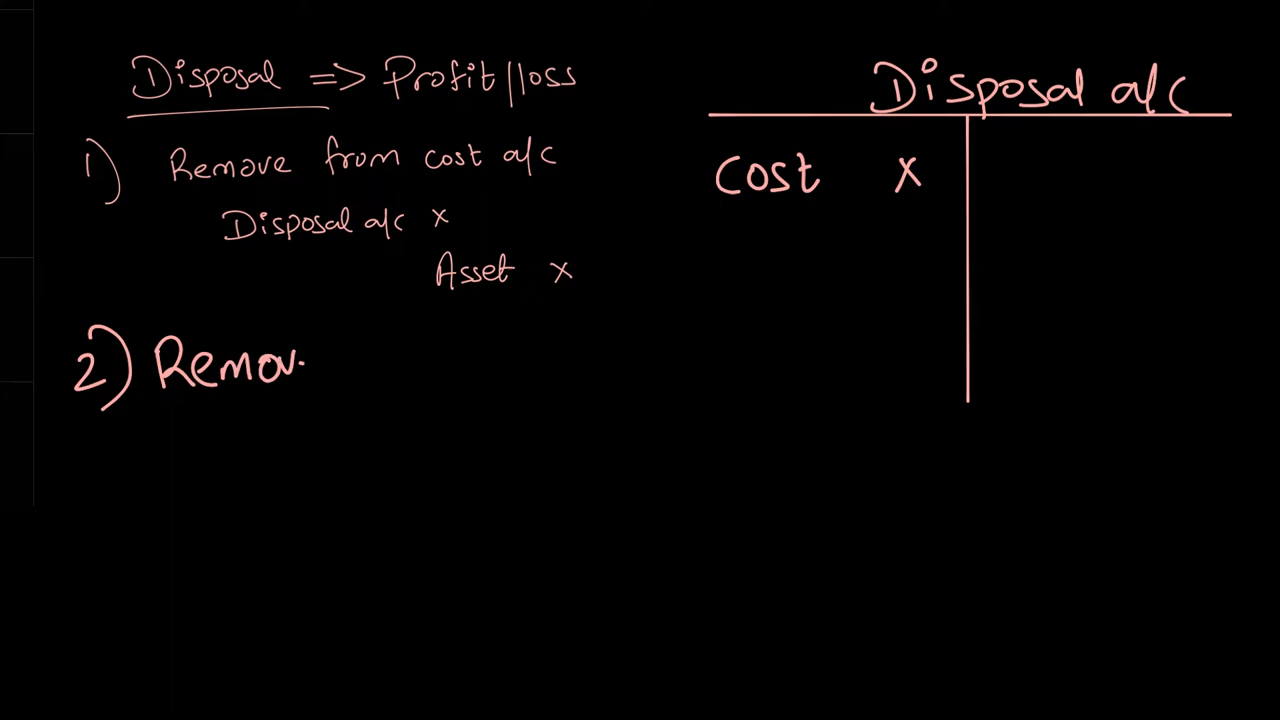 Disposal => Profit/loss
1) Remove from cost a/c
Disposal a/c x
Asset x
2) Remov
Disposal a/c
Cost x